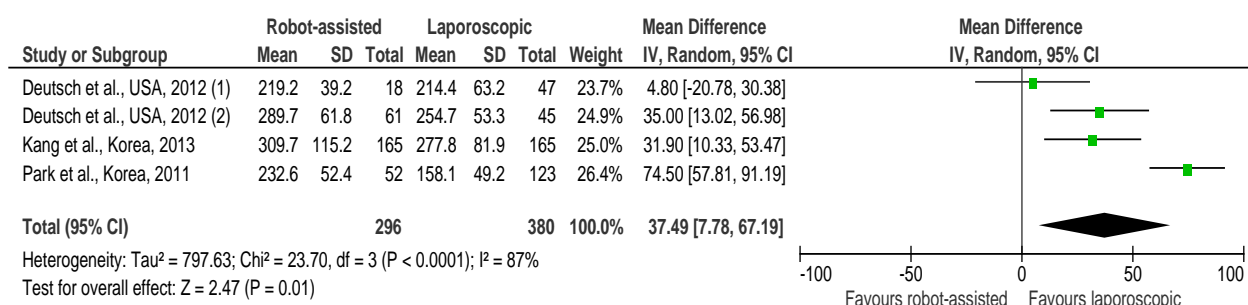 Robot-assisted Laporoscopic Mean Difference Mean Difference
Study or Subgroup Mean SD Total Mean SD Total Weight IV, Random, 95% CI IV, Random, 95% CI
Deutsch et al., USA, 2012 (1) 219.2 39.2 18 214.4 63.2 47 23.7% 4.80 [-20.78, 30.38]
Deutsch et al., USA, 2012 (2) 289.7 61.8 61 254.7 53.3 45 24.9% 35.00 [13.02, 56.98]
Kang et al., Korea, 2013 309.7 115.2 165 277.8 81.9 165 25.0% 31.90 [10.33, 53.47]
Park et al., Korea, 2011 232.6 52.4 52 158.1 49.2 123 26.4% 74.50 [57.81, 91.19]
Total (95% CI) 296 380 100.0% 37.49 [7.78, 67.19]
Heterogeneity: Tau² = 797.63; Chi² = 23.70, df = 3 (P < 0.0001); I² = 87%
Test for overall effect: Z = 2.47 (P = 0.01)
-100 -50 0 50 100
Favours robot-assisted Favours laporoscopic